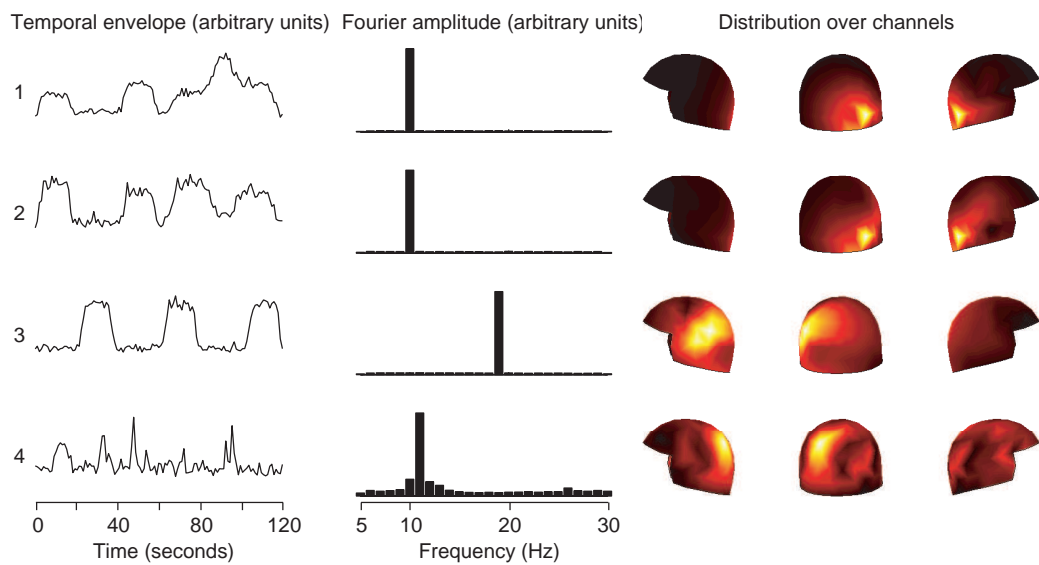 Temporal envelope (arbitrary units) Fourier amplitude (arbitrary units) Distribution over channels
1
2
3
4
0 40 80 120 5 10 20 30
Time (seconds) Frequency (Hz)